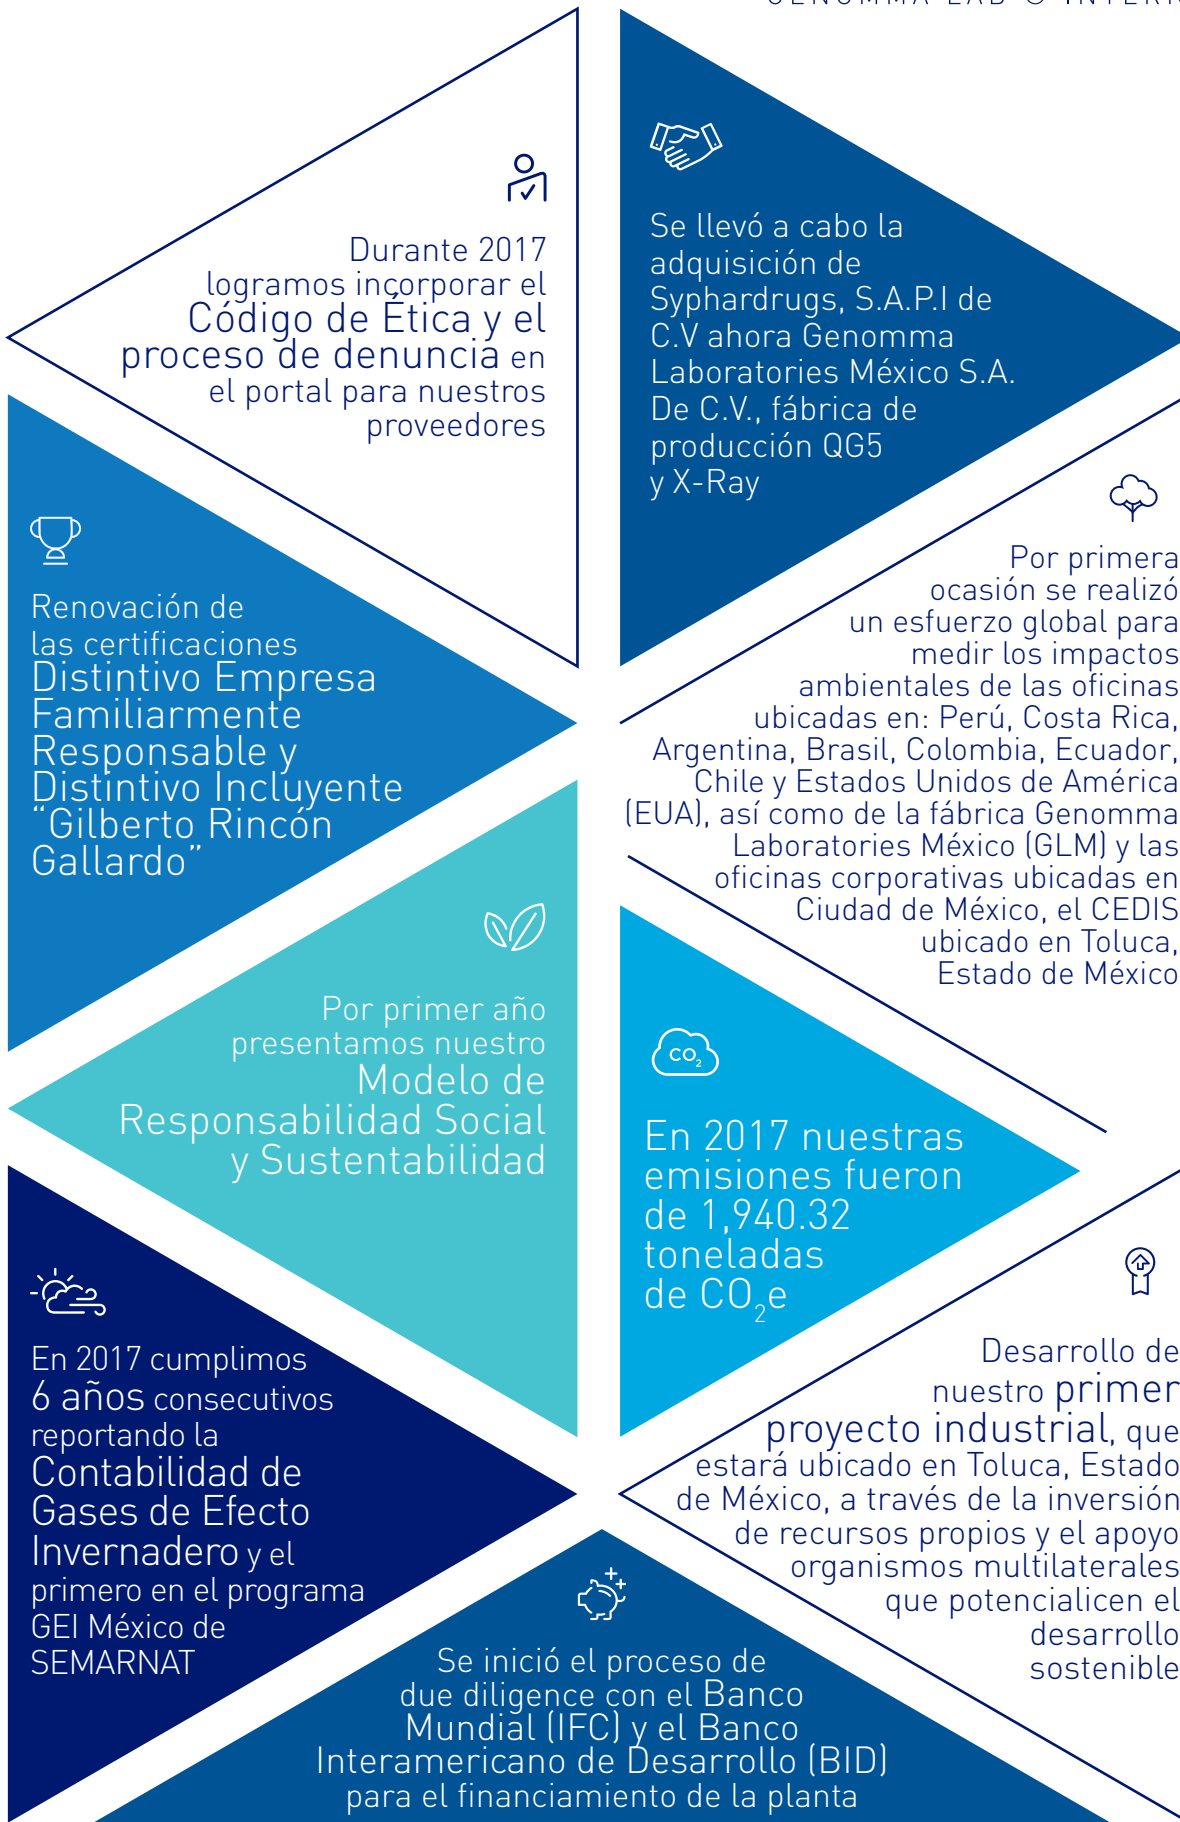 GENOMMA LAB
Durante 2017
logramos incorporar el
Código de Ética y el
proceso de denuncia en
el portal para nuestros
proveedores
Se llevó a cabo la
adquisición de
Syphardrugs, S.A.P.I de
C.V ahora Genomma
Laboratories México S.A.
De C.V., fábrica de
producción QG5
y X-Ray
Renovación de
las certificaciones
Distintivo Empresa
Familiarmente
Responsable y
Distintivo Incluyente
“Gilberto Rincón
Gallardo”
Por primera
ocasión se realizó
un esfuerzo global para
medir los impactos
ambientales de las oficinas
ubicadas en: Perú, Costa Rica,
Argentina, Brasil, Colombia, Ecuador,
Chile y Estados Unidos de América
(EUA), así como de la fábrica Genomma
Laboratories México (GLM) y las
oficinas corporativas ubicadas en
Ciudad de México, el CEDIS
ubicado en Toluca,
Estado de México
Por primer año
presentamos nuestro
Modelo de
Responsabilidad Social
y Sustentabilidad
CO₂
En 2017 nuestras
emisiones fueron
de 1,940.32
toneladas
de CO₂e
En 2017 cumplimos
6 años consecutivos
reportando la
Contabilidad de
Gases de Efecto
Invernadero y el
primero en el programa
GEI México de
SEMARNAT
Desarrollo de
nuestro primer
proyecto industrial, que
estará ubicado en Toluca, Estado
de México, a través de la inversión
de recursos propios y el apoyo
organismos multilaterales
que potencialicen el
desarrollo
sostenible
Se inició el proceso de
due diligence con el Banco
Mundial (IFC) y el Banco
Interamericano de Desarrollo (BID)
para el financiamiento de la planta